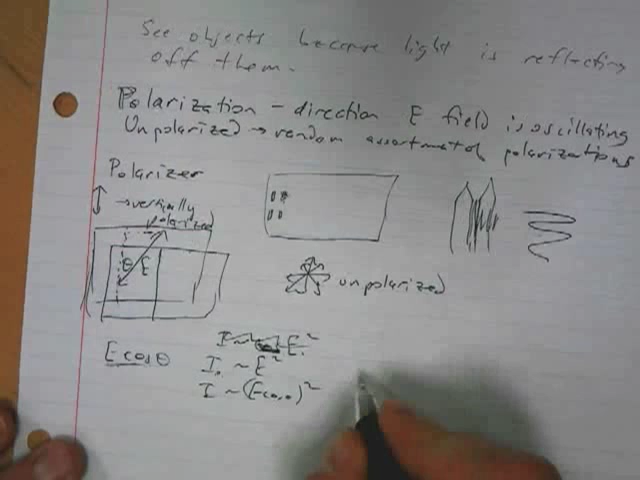 See objects because light is reflecting
off them.
Polarization - direction E field is oscillating
Unpolarized → random assortment of polarizations
Polarizer
→ vertically
polarized
θ E
unpolarized
E cos θ
I₀ ~ E²
I ~ (E cos θ)²